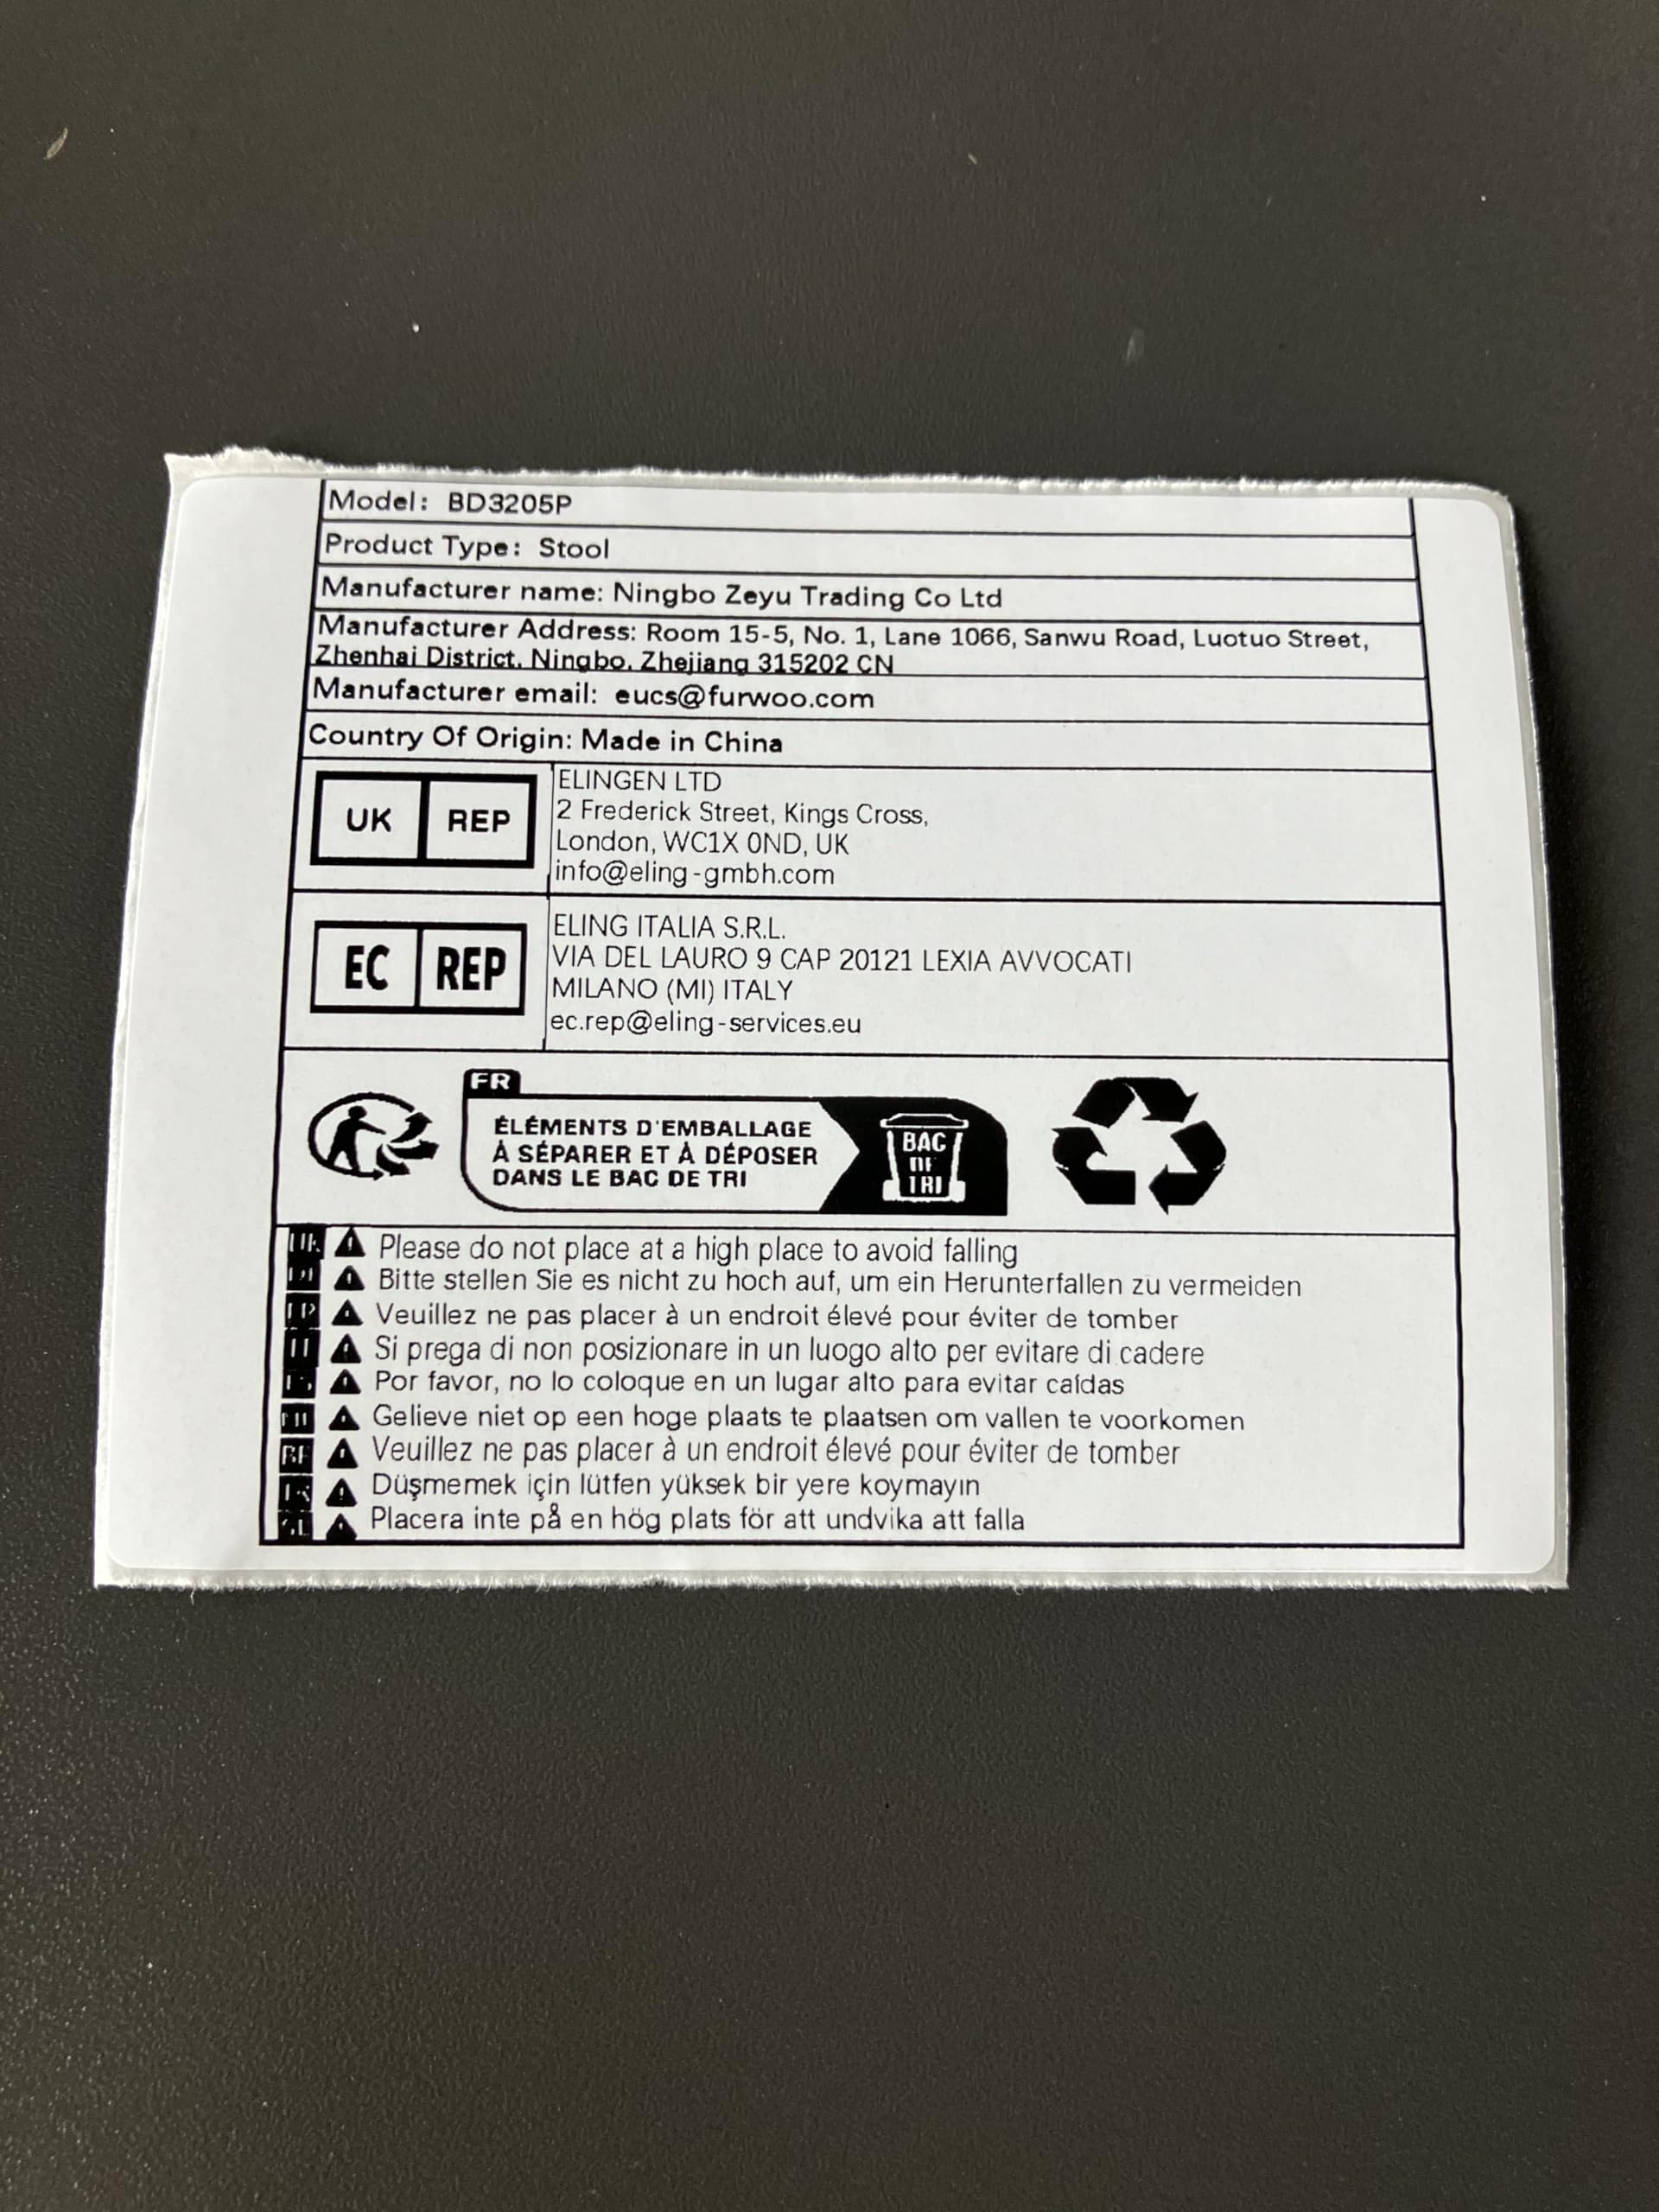 Model: BD3205P
Product Type: Stool
Manufacturer name: Ningbo Zeyu Trading Co Ltd
Manufacturer Address: Room 15-5, No. 1, Lane 1066, Sanwu Road, Luotuo Street,
Zhenhai District, Ningbo, Zhejiang 315202 CN
Manufacturer email: eucs@furwoo.com
Country Of Origin: Made in China
UK REP
ELINGEN LTD
2 Frederick Street, Kings Cross,
London, WC1X 0ND, UK
info@eling-gmbh.com
EC REP
ELING ITALIA S.R.L.
VIA DEL LAURO 9 CAP 20121 LEXIA AVVOCATI
MILANO (MI) ITALY
ec.rep@eling-services.eu
FR
ÉLÉMENTS D'EMBALLAGE
À SÉPARER ET À DÉPOSER
DANS LE BAC DE TRI
BAC
DE
TRI
Please do not place at a high place to avoid falling
Bitte stellen Sie es nicht zu hoch auf, um ein Herunterfallen zu vermeiden
Veuillez ne pas placer à un endroit élevé pour éviter de tomber
Si prega di non posizionare in un luogo alto per evitare di cadere
Por favor, no lo coloque en un lugar alto para evitar caídas
Gelieve niet op een hoge plaats te plaatsen om vallen te voorkomen
BE Veuillez ne pas placer à un endroit élevé pour éviter de tomber
Düşmemek için lütfen yüksek bir yere koymayın
Placera inte på en hög plats för att undvika att falla